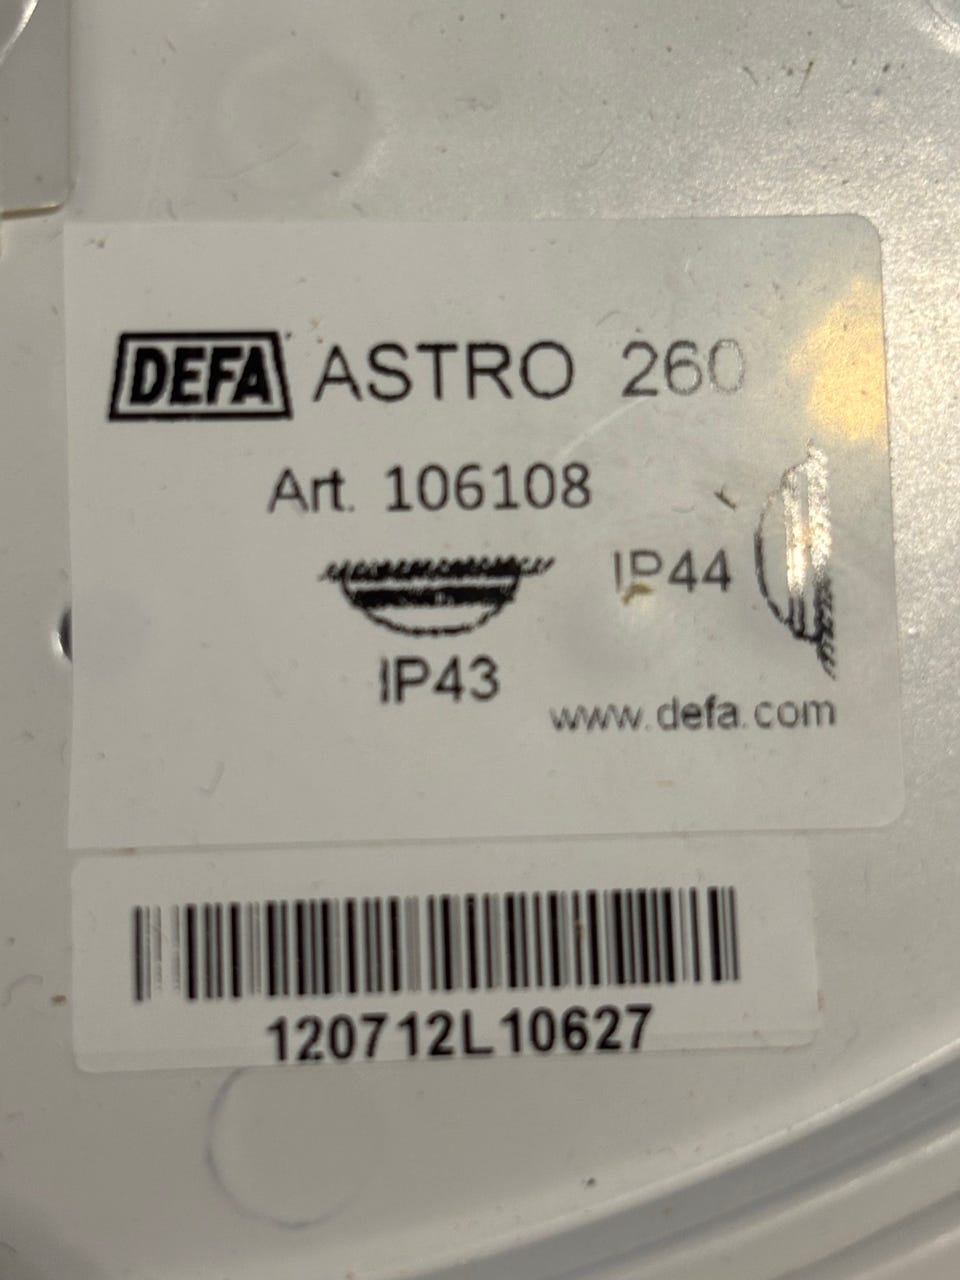 DEFA ASTRO 260
Art. 106108
IP44
IP43
www.defa.com
120712L10627